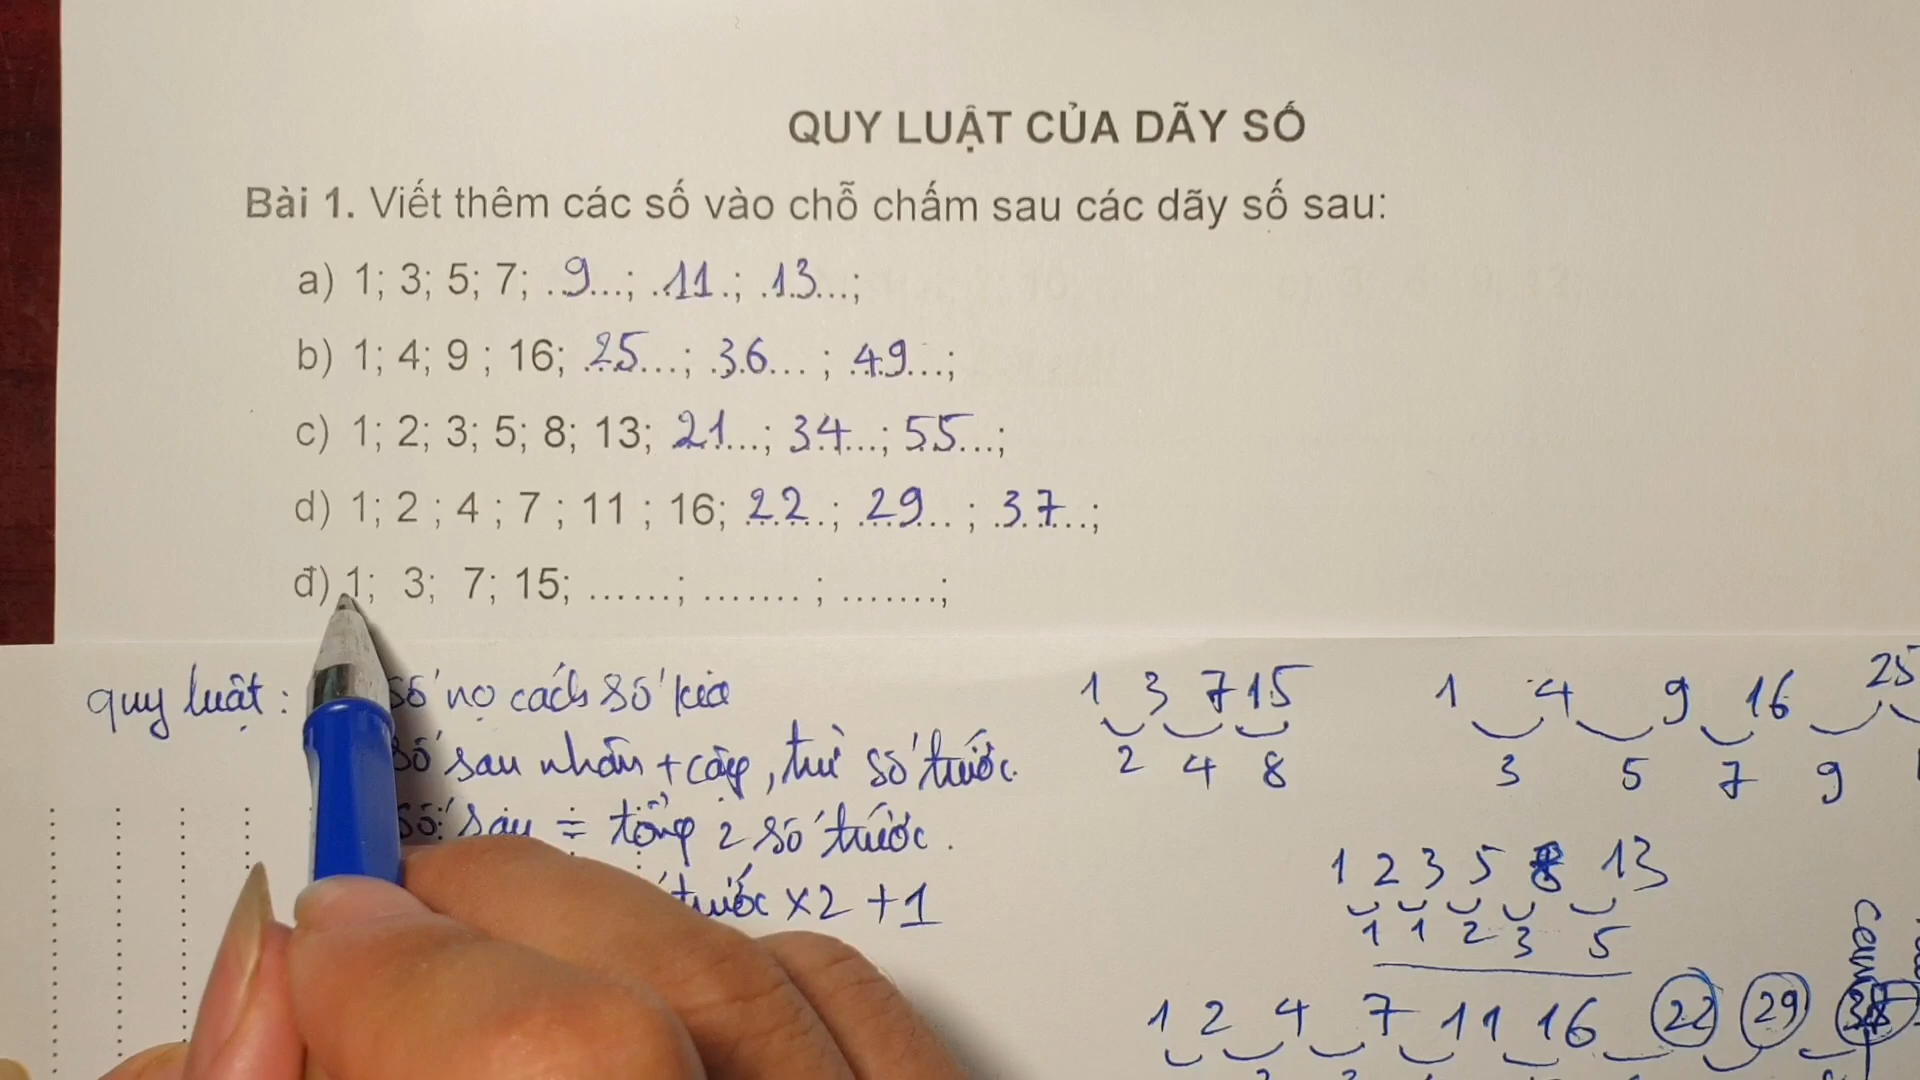 QUY LUẬT CỦA DÃY SỐ
Bài 1. Viết thêm các số vào chỗ chấm sau các dãy số sau:
a) 1; 3; 5; 7; .9...; ..11.; .13...;
b) 1; 4; 9 ; 16; .25...; .36... ; .49...;
c) 1; 2; 3; 5; 8; 13; 21...; 34...; 55...;
d) 1; 2 ; 4 ; 7 ; 11 ; 16; 22..; .29... ; .37...;
đ) 1; 3; 7; 15; ......; ....... ; .......;
quy luật: số nọ cách số kia
số sau nhân + cộng, trừ số trước.
số sau = tổng 2 số trước.
trước x2 +1
1 3 7 15
2 4 8
1 4 9 16 25
3 5 7 9
1 2 3 5 8 13
1 1 2 3 5
1 2 4 7 11 16 22 29 37